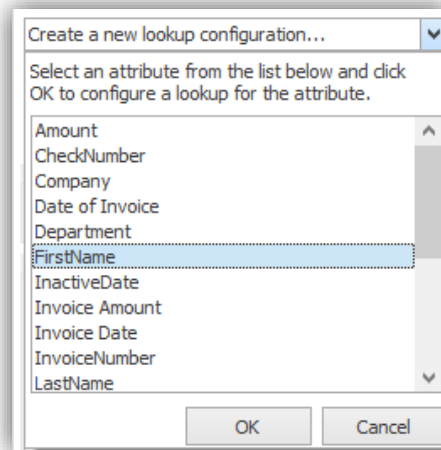 Create a new lookup configuration...
Select an attribute from the list below and click
OK to configure a lookup for the attribute.
Amount
CheckNumber
Company
Date of Invoice
Department
FirstName
InactiveDate
Invoice Amount
Invoice Date
InvoiceNumber
LastName
OK Cancel